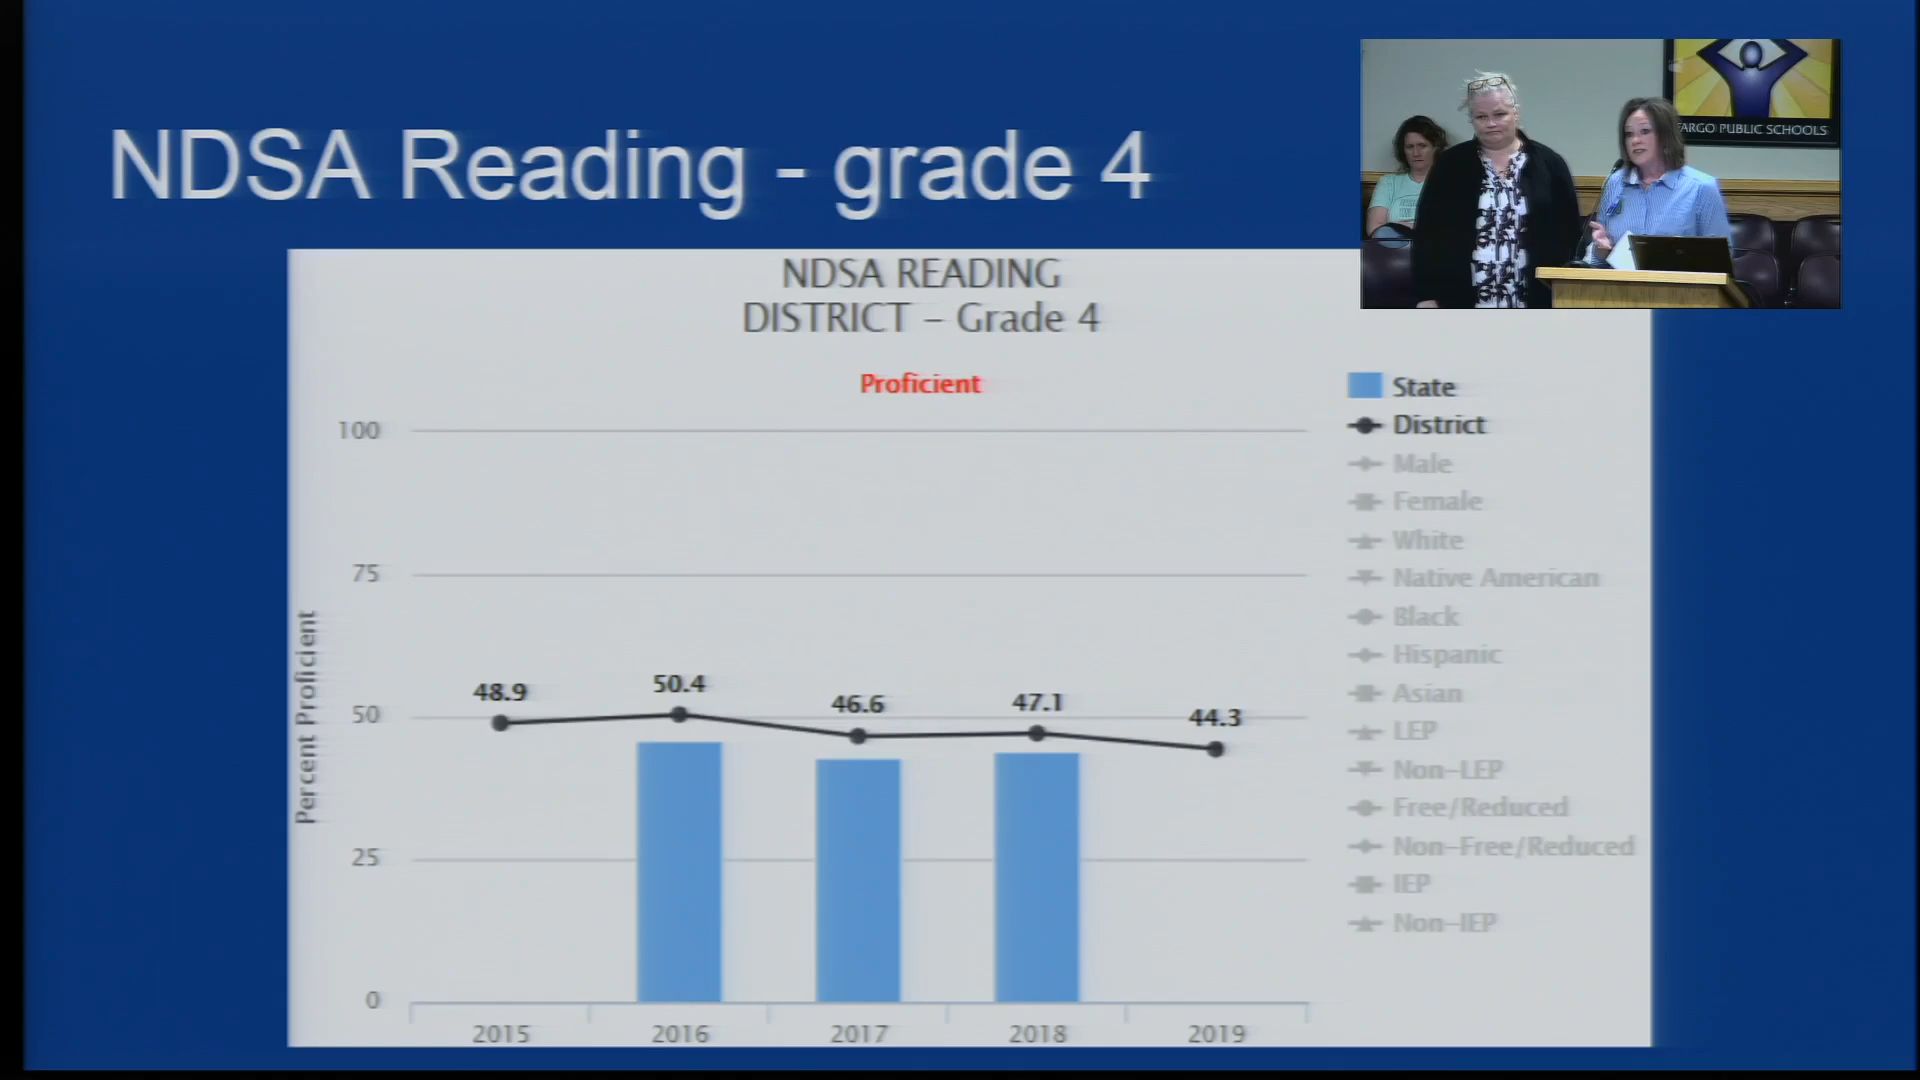 NDSA Reading - grade 4
ARGO PUBLIC SCHOOLS
NDSA READING
DISTRICT – Grade 4
Proficient
State
District
Male
Female
White
Native American
Black
Hispanic
Asian
LEP
Non–LEP
Free/Reduced
Non–Free/Reduced
IEP
Non–IEP
Percent Proficient
100
75
50
25
0
48.9
50.4
46.6
47.1
44.3
2015
2016
2017
2018
2019